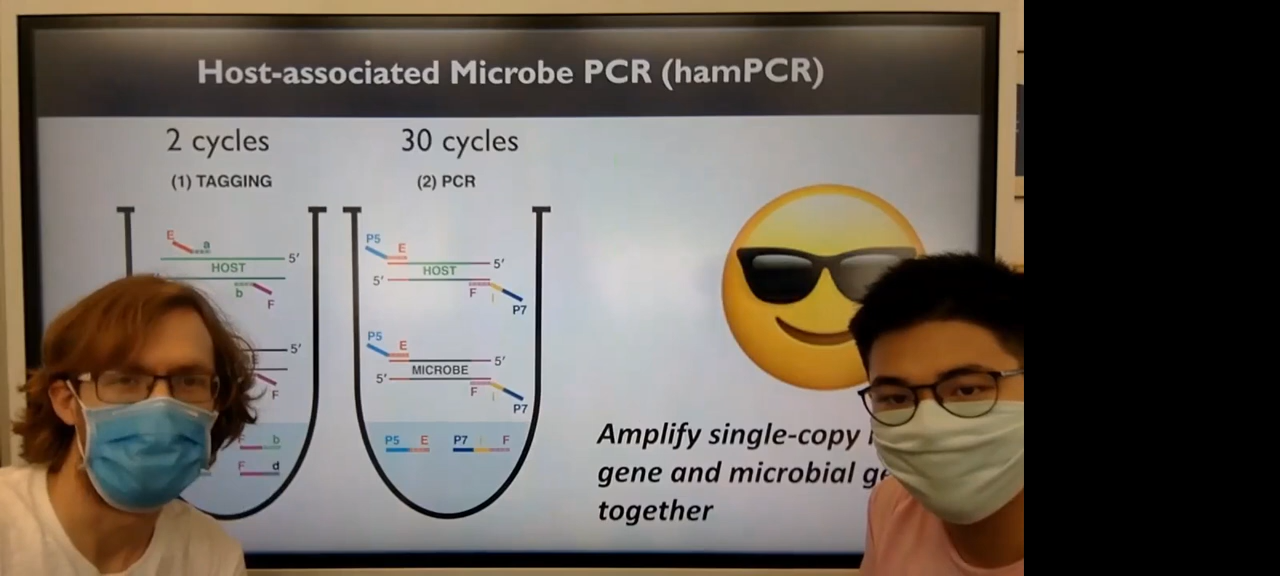 Host-associated Microbe PCR (hamPCR)
2 cycles
(1) TAGGING
E
a
5'
HOST
b
F
5'
E
F
F b
F d
30 cycles
(2) PCR
P5
E
5'
HOST
5'
F
I
P7
P5
E
5'
MICROBE
5'
F
I
P7
P5 E P7 I F
Amplify single-copy
gene and microbial
together